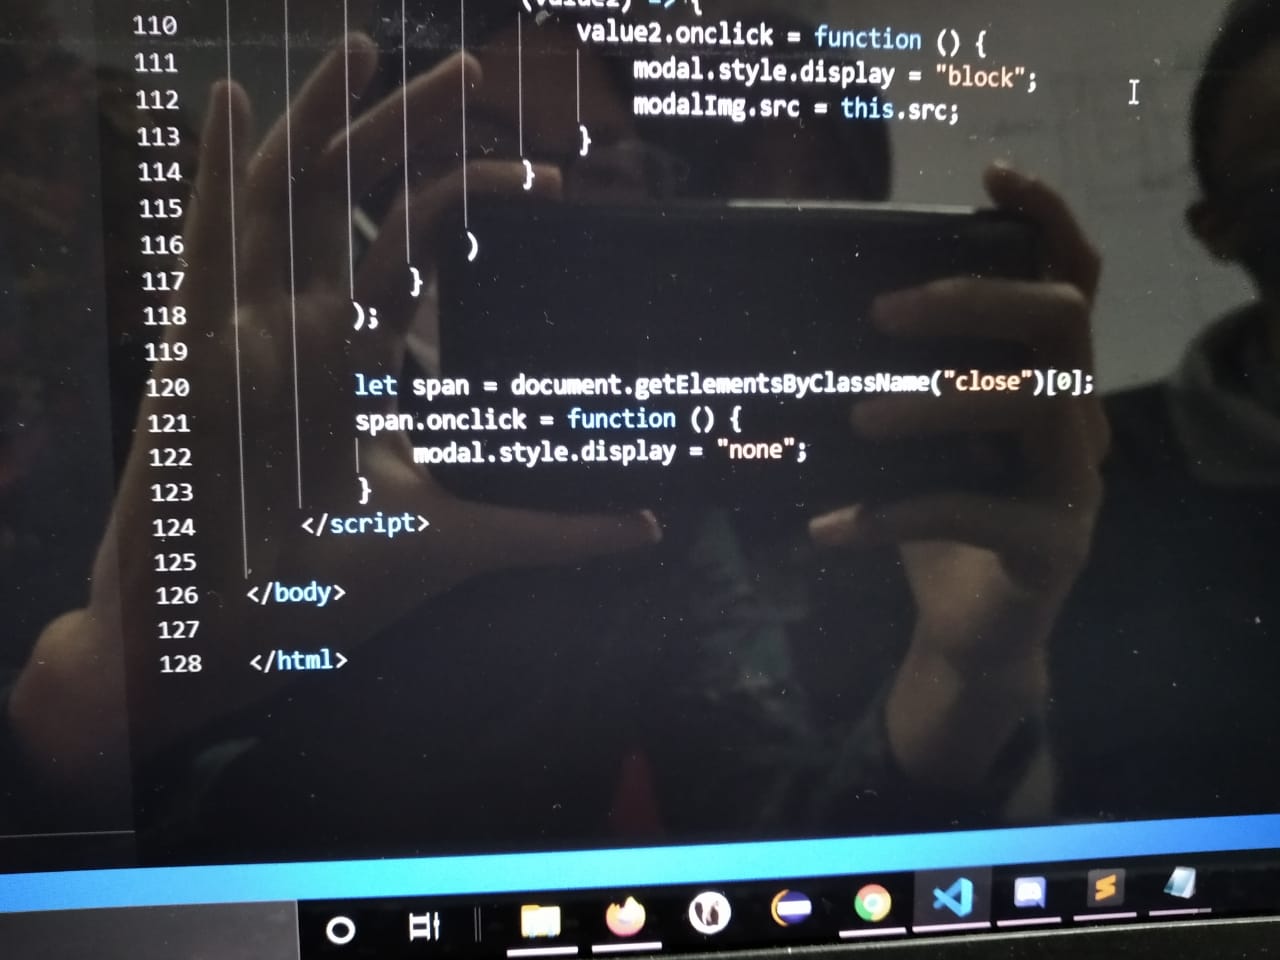 110 (value2) => {
value2.onclick = function () {
111 modal.style.display = "block";
112 modalImg.src = this.src;
113 }
114 }
115
116 )
117 }
118 );
119
120 let span = document.getElementsByClassName("close")[0];
121 span.onclick = function () {
122 modal.style.display = "none";
123 }
124 </script>
125
126 </body>
127
128 </html>